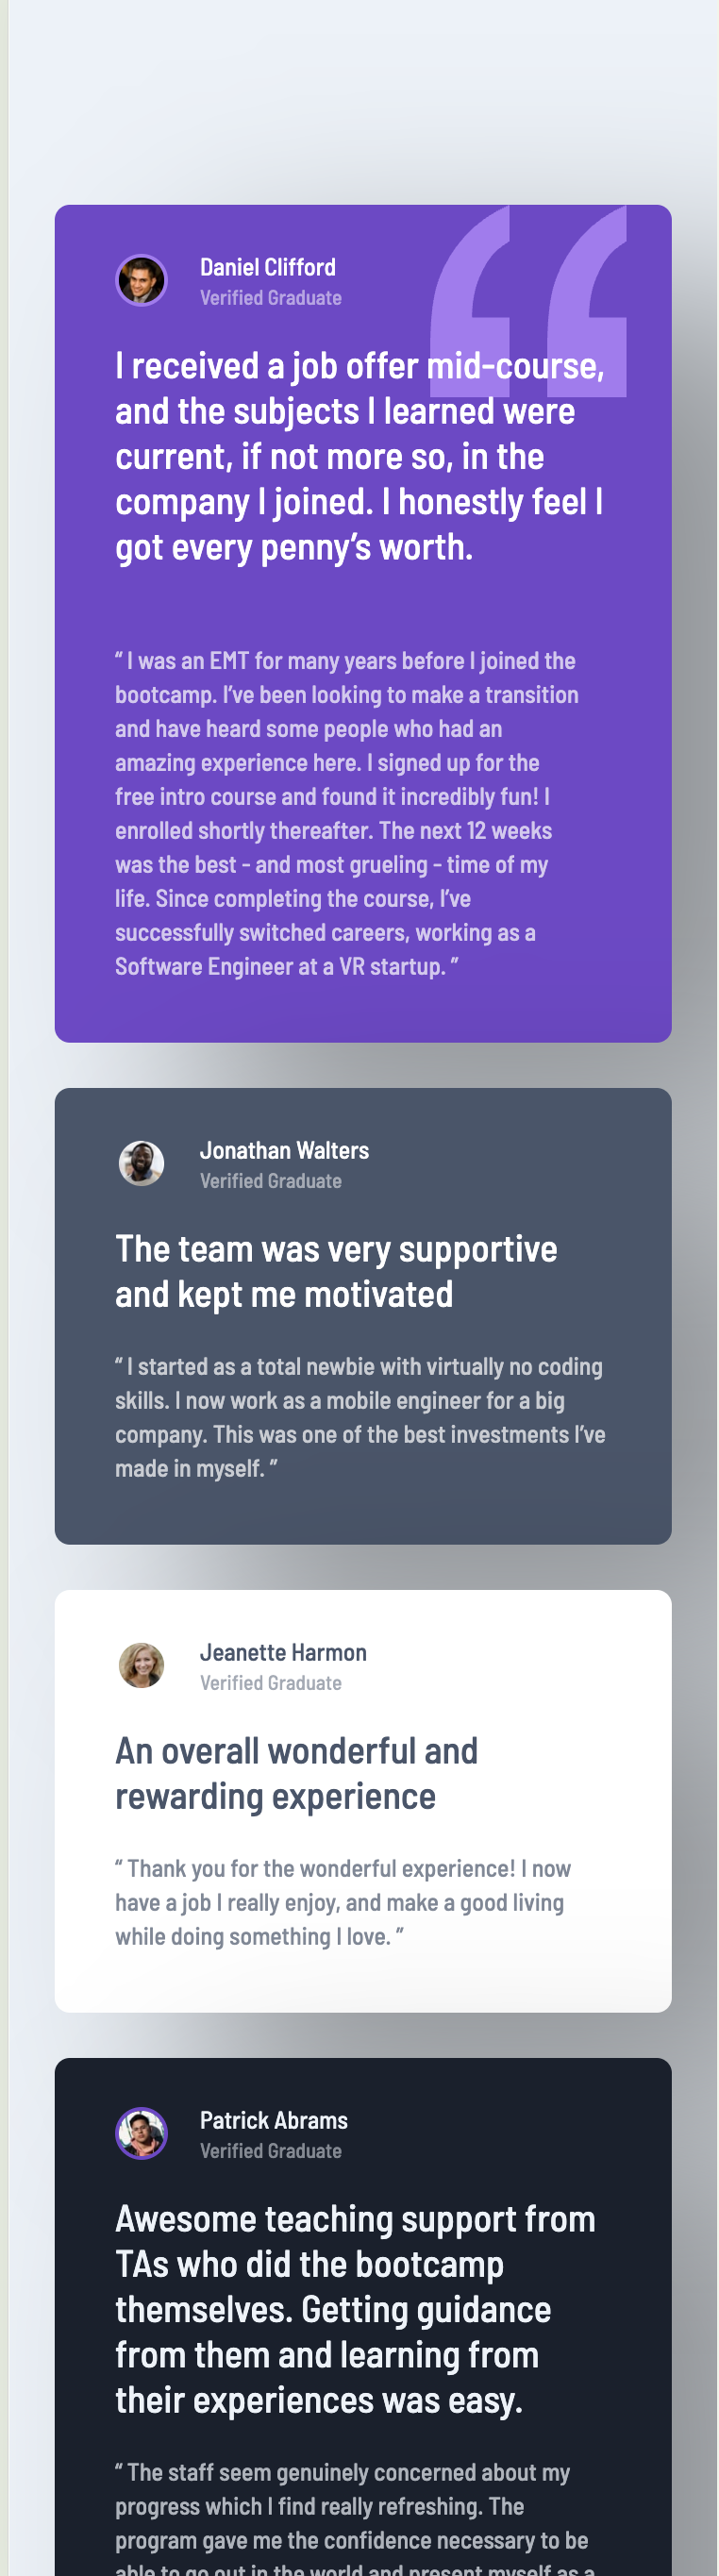 Daniel Clifford
Verified Graduate
I received a job offer mid-course,
and the subjects I learned were
current, if not more so, in the
company I joined. I honestly feel I
got every penny’s worth.
“ I was an EMT for many years before I joined the
bootcamp. I’ve been looking to make a transition
and have heard some people who had an
amazing experience here. I signed up for the
free intro course and found it incredibly fun! I
enrolled shortly thereafter. The next 12 weeks
was the best - and most grueling - time of my
life. Since completing the course, I’ve
successfully switched careers, working as a
Software Engineer at a VR startup. ”
Jonathan Walters
Verified Graduate
The team was very supportive
and kept me motivated
“ I started as a total newbie with virtually no coding
skills. I now work as a mobile engineer for a big
company. This was one of the best investments I’ve
made in myself. ”
Jeanette Harmon
Verified Graduate
An overall wonderful and
rewarding experience
“ Thank you for the wonderful experience! I now
have a job I really enjoy, and make a good living
while doing something I love. ”
Patrick Abrams
Verified Graduate
Awesome teaching support from
TAs who did the bootcamp
themselves. Getting guidance
from them and learning from
their experiences was easy.
“ The staff seem genuinely concerned about my
progress which I find really refreshing. The
program gave me the confidence necessary to be
able to go out in the world and present myself as a